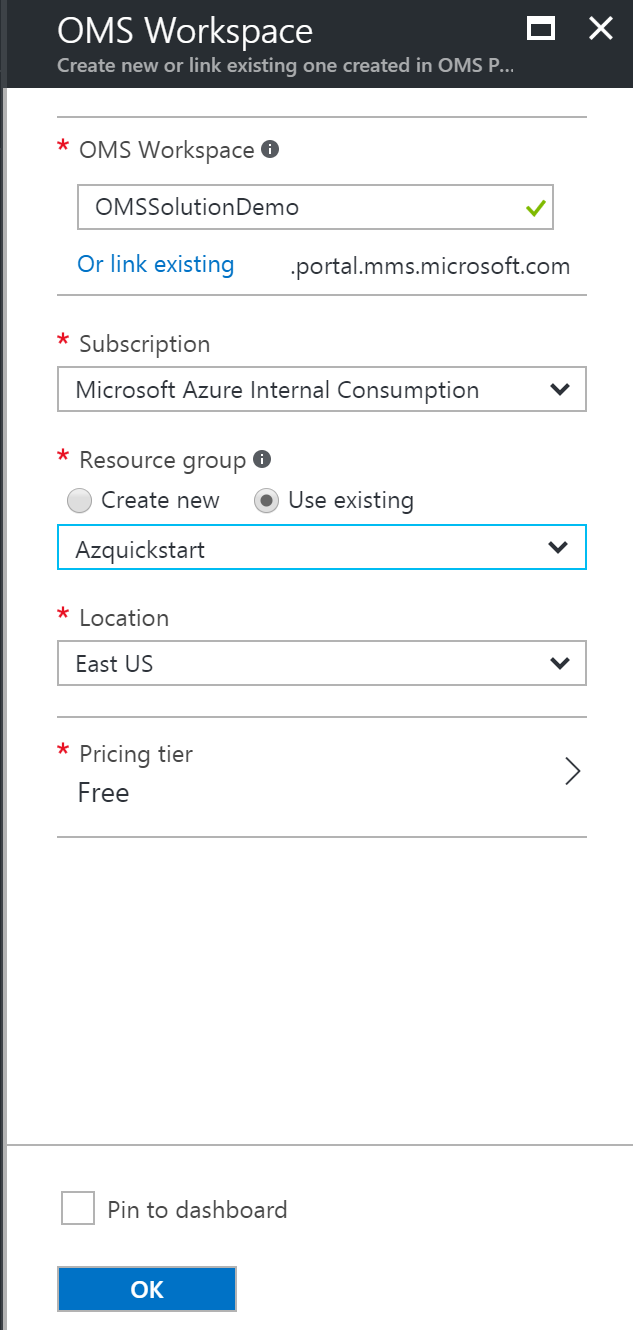 OMS Workspace
Create new or link existing one created in OMS P...
* OMS Workspace
OMSSolutionDemo
Or link existing .portal.mms.microsoft.com
* Subscription
Microsoft Azure Internal Consumption
* Resource group
Create new Use existing
Azquickstart
* Location
East US
* Pricing tier
Free
Pin to dashboard
OK